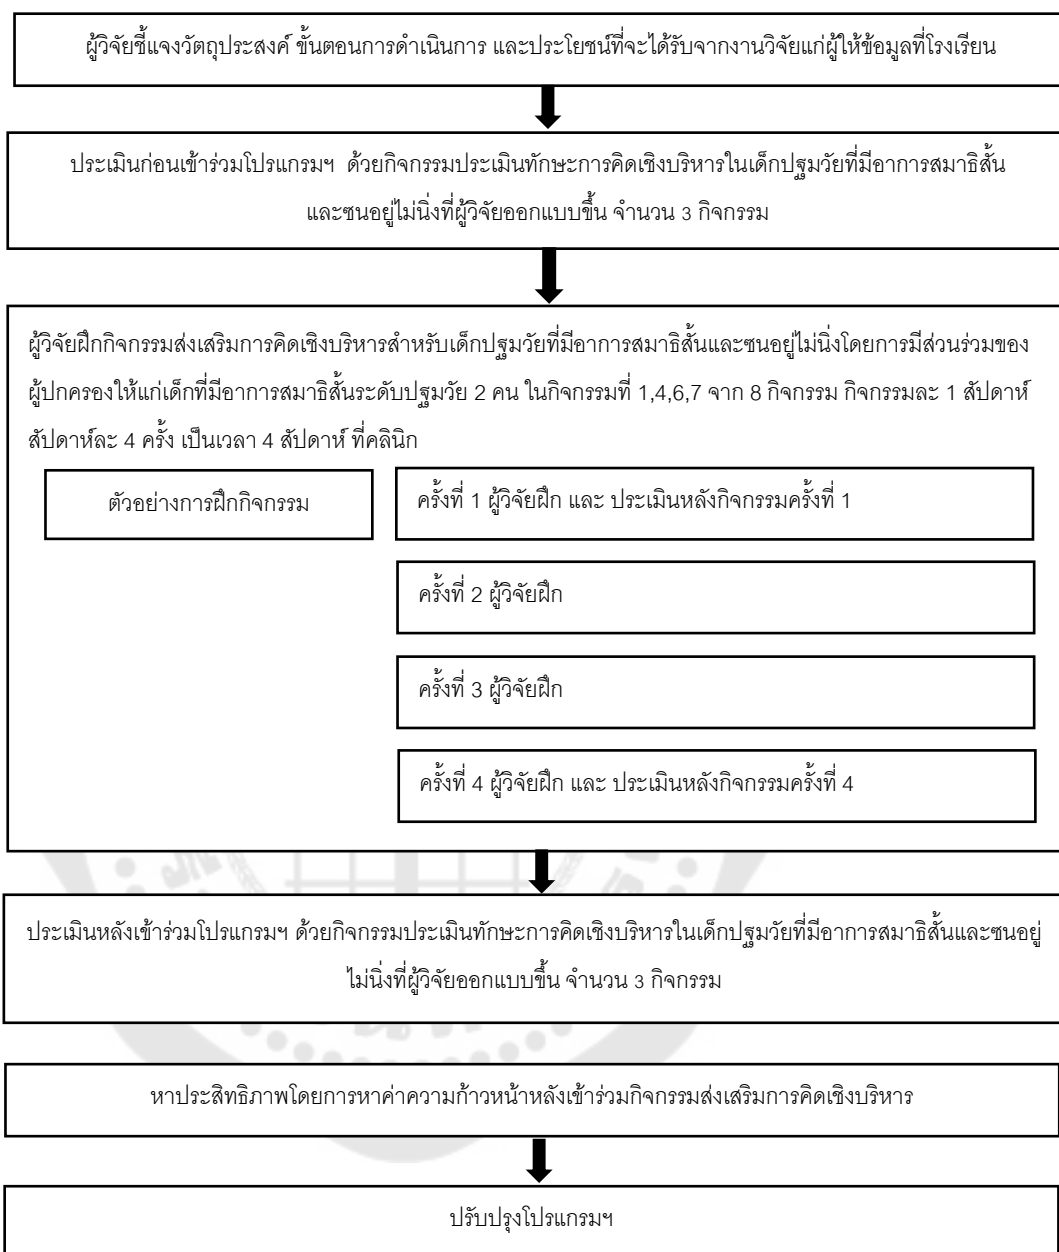 ผู้วิจัยชี้แจงวัตถุประสงค์ ขั้นตอนการดำเนินการ และประโยชน์ที่จะได้รับจากงานวิจัยแก่ผู้ให้ข้อมูลที่โรงเรียน
ประเมินก่อนเข้าร่วมโปรแกรมฯ ด้วยกิจกรรมประเมินทักษะการคิดเชิงบริหารในเด็กปฐมวัยที่มีอาการสมาธิสั้น
และซนอยู่ไม่นิ่งที่ผู้วิจัยออกแบบขึ้น จำนวน 3 กิจกรรม
ผู้วิจัยฝึกกิจกรรมส่งเสริมการคิดเชิงบริหารสำหรับเด็กปฐมวัยที่มีอาการสมาธิสั้นและซนอยู่ไม่นิ่งโดยการมีส่วนร่วมของ
ผู้ปกครองให้แก่เด็กที่มีอาการสมาธิสั้นระดับปฐมวัย 2 คน ในกิจกรรมที่ 1,4,6,7 จาก 8 กิจกรรม กิจกรรมละ 1 สัปดาห์
สัปดาห์ละ 4 ครั้ง เป็นเวลา 4 สัปดาห์ ที่คลินิก
ตัวอย่างการฝึกกิจกรรม
ครั้งที่ 1 ผู้วิจัยฝึก และ ประเมินหลังกิจกรรมครั้งที่ 1
ครั้งที่ 2 ผู้วิจัยฝึก
ครั้งที่ 3 ผู้วิจัยฝึก
ครั้งที่ 4 ผู้วิจัยฝึก และ ประเมินหลังกิจกรรมครั้งที่ 4
ประเมินหลังเข้าร่วมโปรแกรมฯ ด้วยกิจกรรมประเมินทักษะการคิดเชิงบริหารในเด็กปฐมวัยที่มีอาการสมาธิสั้นและซนอยู่
ไม่นิ่งที่ผู้วิจัยออกแบบขึ้น จำนวน 3 กิจกรรม
หาประสิทธิภาพโดยการหาค่าความก้าวหน้าหลังเข้าร่วมกิจกรรมส่งเสริมการคิดเชิงบริหาร
ปรับปรุงโปรแกรมฯ